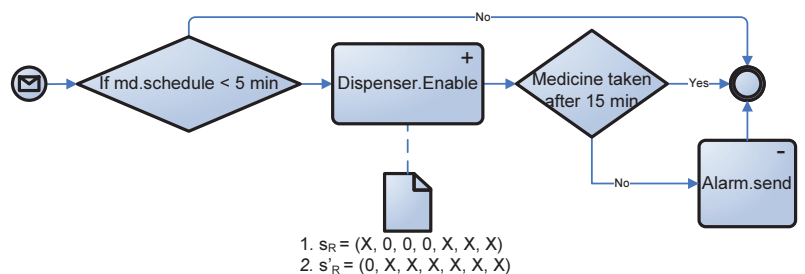 No
If md.schedule < 5 min
+
Dispenser.Enable
Medicine taken
after 15 min
Yes
No
-
Alarm.send
1. sR = (X, 0, 0, 0, X, X, X)
2. s'R = (0, X, X, X, X, X, X)